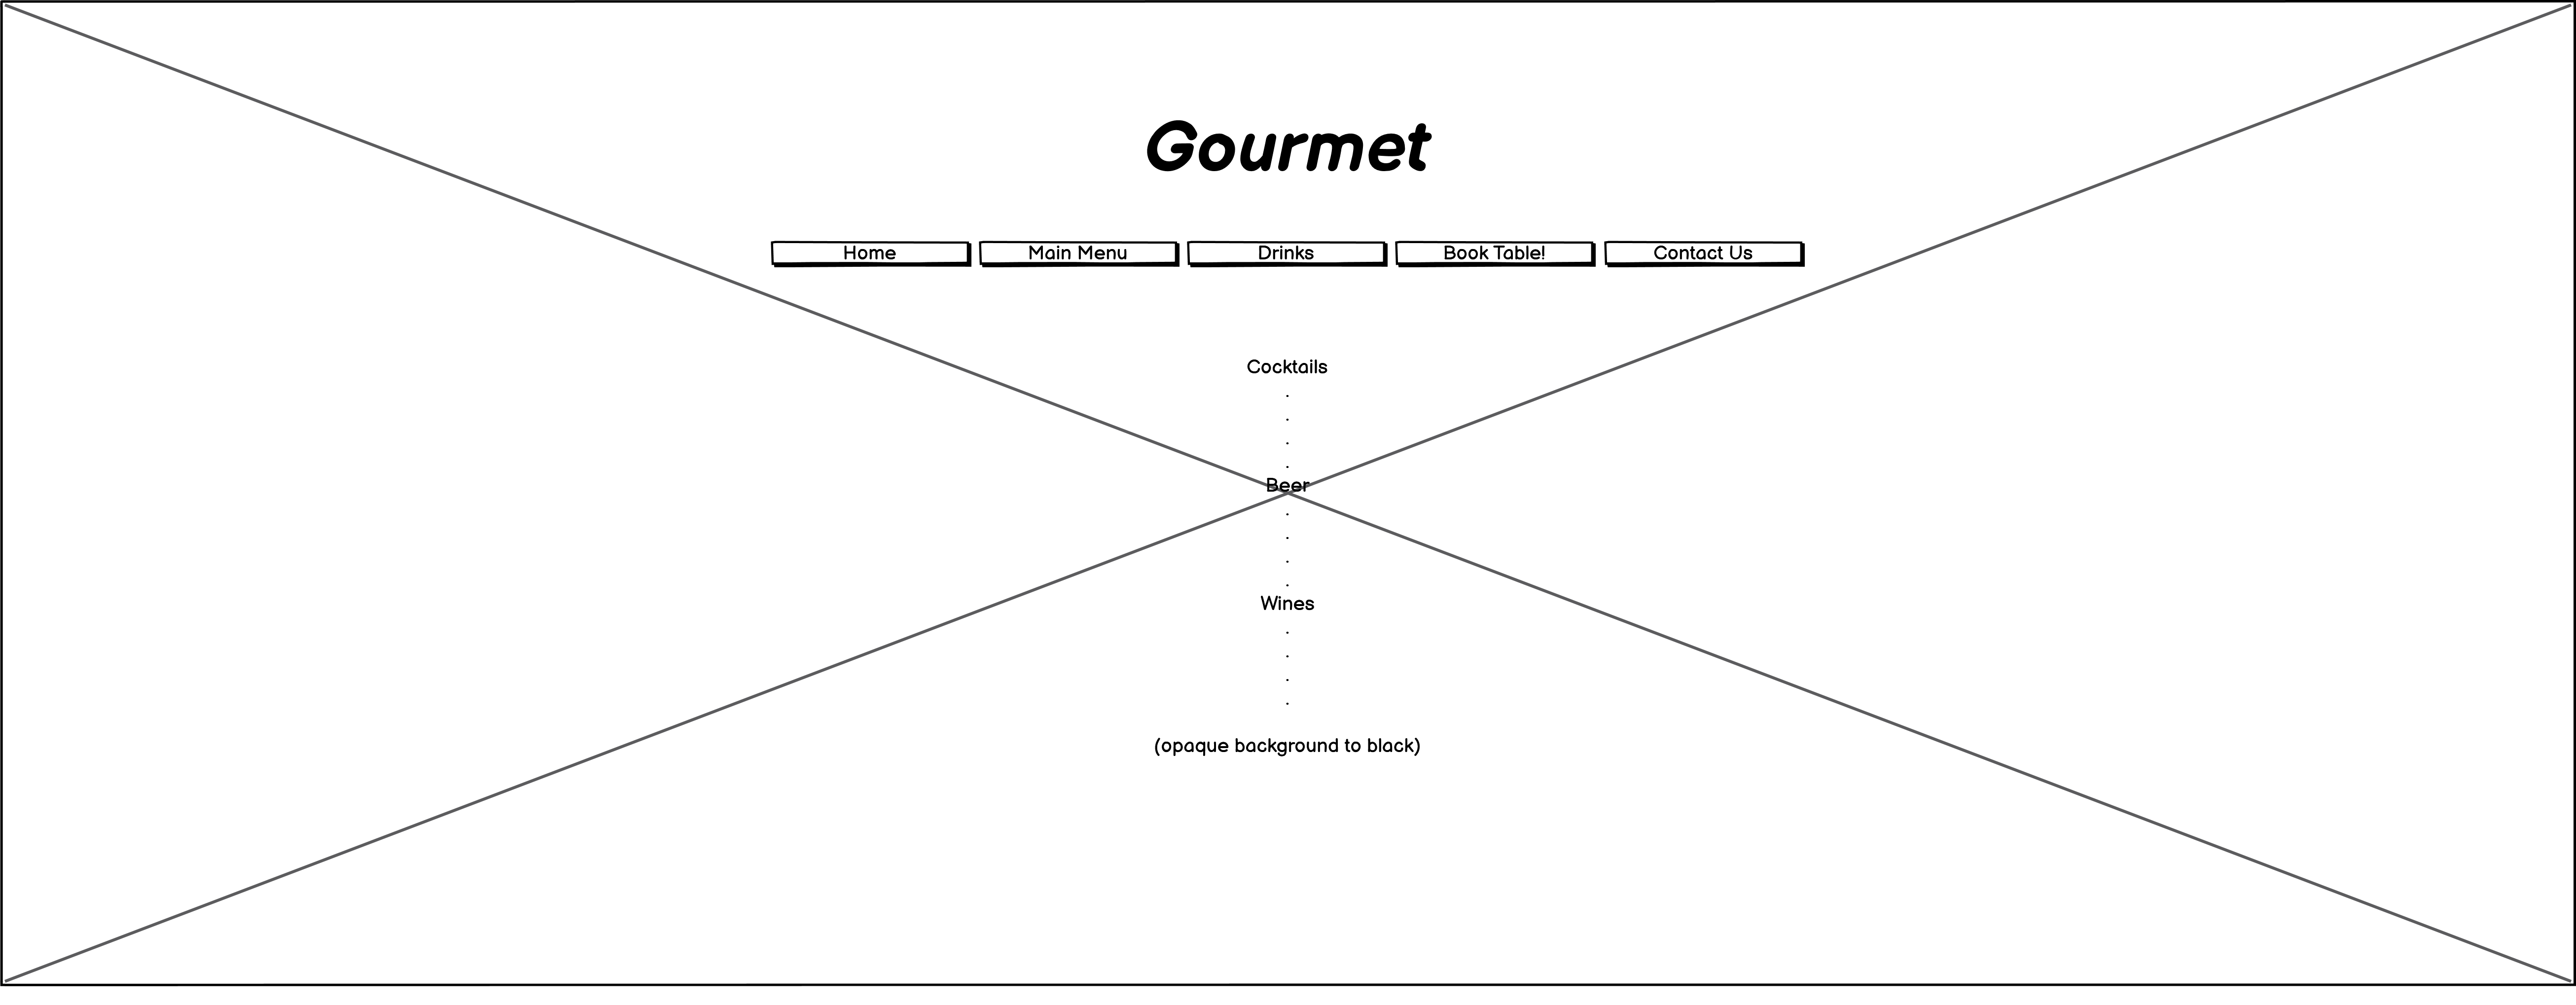 Gourmet
Home
Main Menu
Drinks
Book Table!
Contact Us
Cocktails
.
.
.
.
Beer
.
.
.
.
Wines
.
.
.
.
(opaque background to black)